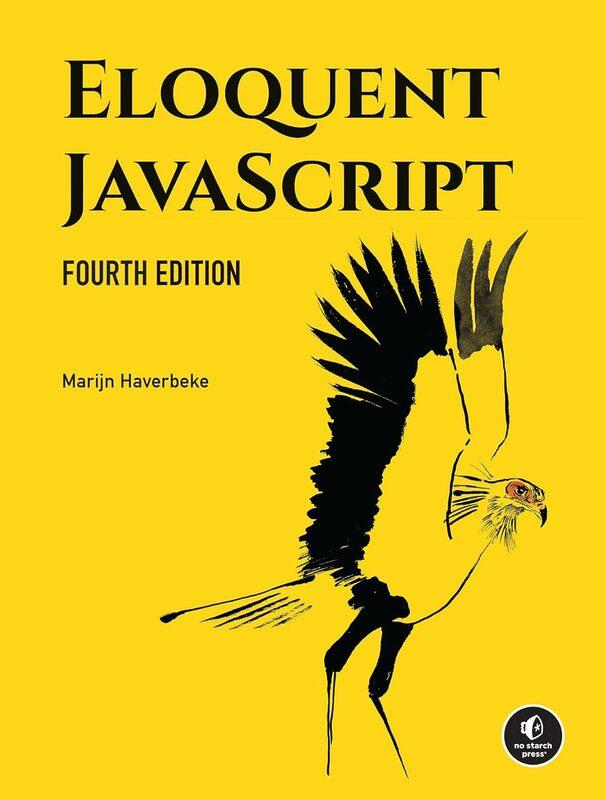 ELOQUENT
JAVASCRIPT
FOURTH EDITION
Marijn Haverbeke
no starch
press®